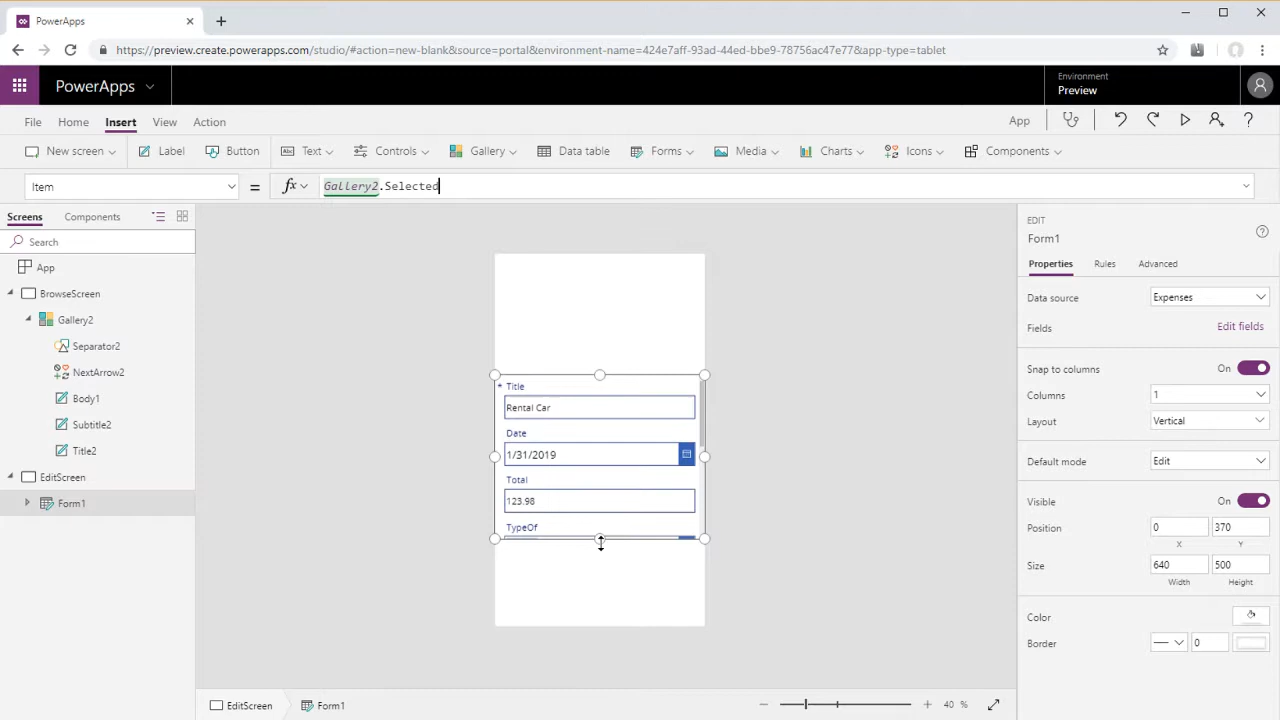 PowerApps
https://preview.create.powerapps.com/studio/#action=new-blank&source=portal&environment-name=424e7aff-93ad-44ed-bbe9-78756ac47e77&app-type=tablet
PowerApps
Environment
Preview
File Home Insert View Action App
New screen Label Button Text Controls Gallery Data table Forms Media Charts Icons Components
Item = fx Gallery2.Selected
Screens Components
Search
App
BrowseScreen
Gallery2
Separator2
NextArrow2
Body1
Subtitle2
Title2
EditScreen
Form1
* Title
Rental Car
Date
1/31/2019
Total
123.98
TypeOf
EDIT
Form1
Properties Rules Advanced
Data source Expenses
Fields Edit fields
Snap to columns On
Columns 1
Layout Vertical
Default mode Edit
Visible On
Position 0 370
X Y
Size 640 500
Width Height
Color
Border 0
EditScreen Form1 40 %